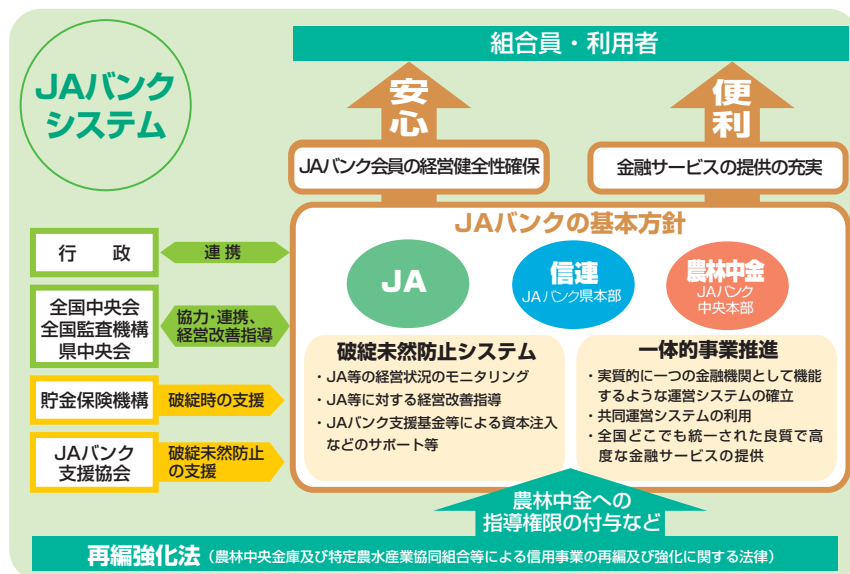 JAバンク
システム
組合員・利用者
安心
便利
JAバンク会員の経営健全性確保
金融サービスの提供の充実
JAバンクの基本方針
JA
信連
JAバンク県本部
農林中金
JAバンク
中央本部
行　政
連携
全国中央会
全国監査機構
県中央会
協力・連携、
経営改善指導
貯金保険機構
破綻時の支援
JAバンク
支援協会
破綻未然防止
の支援
破綻未然防止システム
・JA等の経営状況のモニタリング
・JA等に対する経営改善指導
・JAバンク支援基金等による資本注入
などのサポート等
一体的事業推進
・実質的に一つの金融機関として機能
するような運営システムの確立
・共同運営システムの利用
・全国どこでも統一された良質で高
度な金融サービスの提供
農林中金への
指導権限の付与など
再編強化法（農林中央金庫及び特定農水産業協同組合等による信用事業の再編及び強化に関する法律）